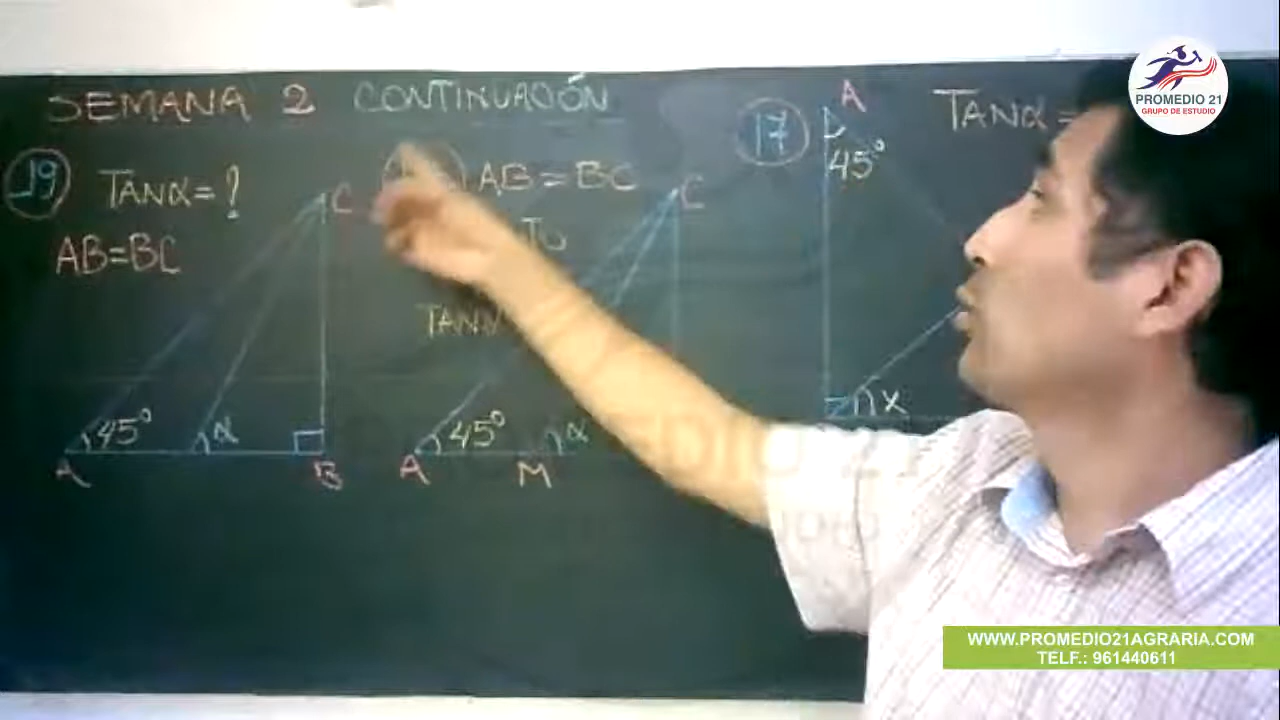 SEMANA 2 CONTINUACIÓN
19 TANα = ?
AB=BC
C
45°
α
A
B
AB = BC
C
TAN
45°
α
A
M
17
A
45°
X
TANα =
PROMEDIO 21
GRUPO DE ESTUDIO
WWW.PROMEDIO21AGRARIA.COM
TELF.: 961440611